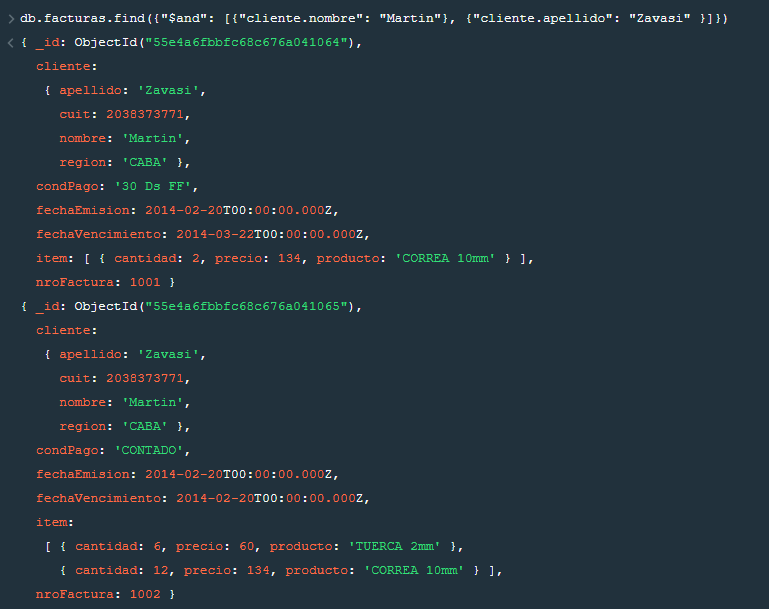 > db.facturas.find({"$and": [{"cliente.nombre": "Martin"}, {"cliente.apellido": "Zavasi" }]})
< { _id: ObjectId("55e4a6fbbfc68c676a041064"),
cliente:
{ apellido: 'Zavasi',
cuit: 2038373771,
nombre: 'Martin',
region: 'CABA' },
condPago: '30 Ds FF',
fechaEmision: 2014-02-20T00:00:00.000Z,
fechaVencimiento: 2014-03-22T00:00:00.000Z,
item: [ { cantidad: 2, precio: 134, producto: 'CORREA 10mm' } ],
nroFactura: 1001 }
{ _id: ObjectId("55e4a6fbbfc68c676a041065"),
cliente:
{ apellido: 'Zavasi',
cuit: 2038373771,
nombre: 'Martin',
region: 'CABA' },
condPago: 'CONTADO',
fechaEmision: 2014-02-20T00:00:00.000Z,
fechaVencimiento: 2014-02-20T00:00:00.000Z,
item:
[ { cantidad: 6, precio: 60, producto: 'TUERCA 2mm' },
{ cantidad: 12, precio: 134, producto: 'CORREA 10mm' } ],
nroFactura: 1002 }